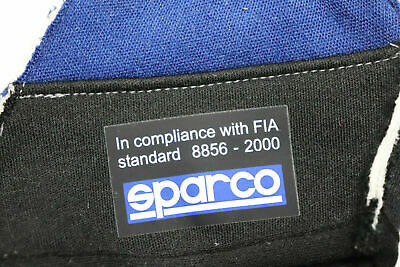 In compliance with FIA
standard 8856 - 2000
sparco